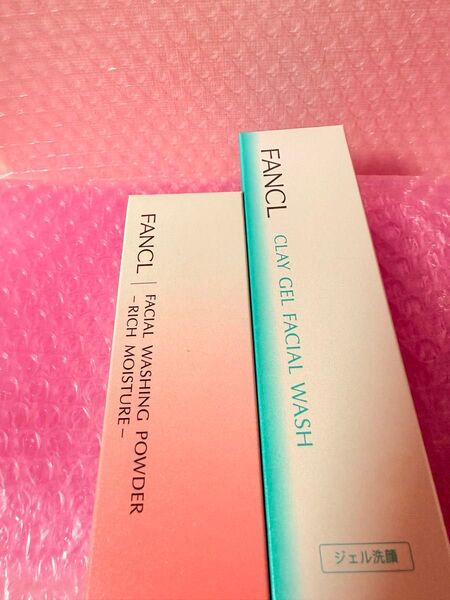 FANCL | FACIAL WASHING POWDER
–RICH MOISTURE–
FANCL
CLAY GEL FACIAL WASH
ジェル洗顔